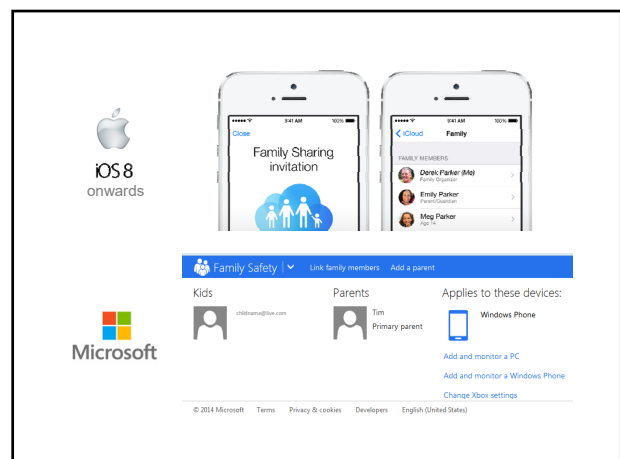 9:41 AM
100%
Close
Family Sharing
invitation
9:41 AM
100%
iCloud
Family
FAMILY MEMBERS
Derek Parker (Me)
Family Organizer
Emily Parker
Parent/Guardian
Meg Parker
Age 14
iOS 8
onwards
Family Safety
Link family members
Add a parent
Kids
Parents
Applies to these devices:
childname@live.com
Tim
Primary parent
Windows Phone
Add and monitor a PC
Add and monitor a Windows Phone
Change Xbox settings
Microsoft
© 2014 Microsoft
Terms
Privacy & cookies
Developers
English (United States)